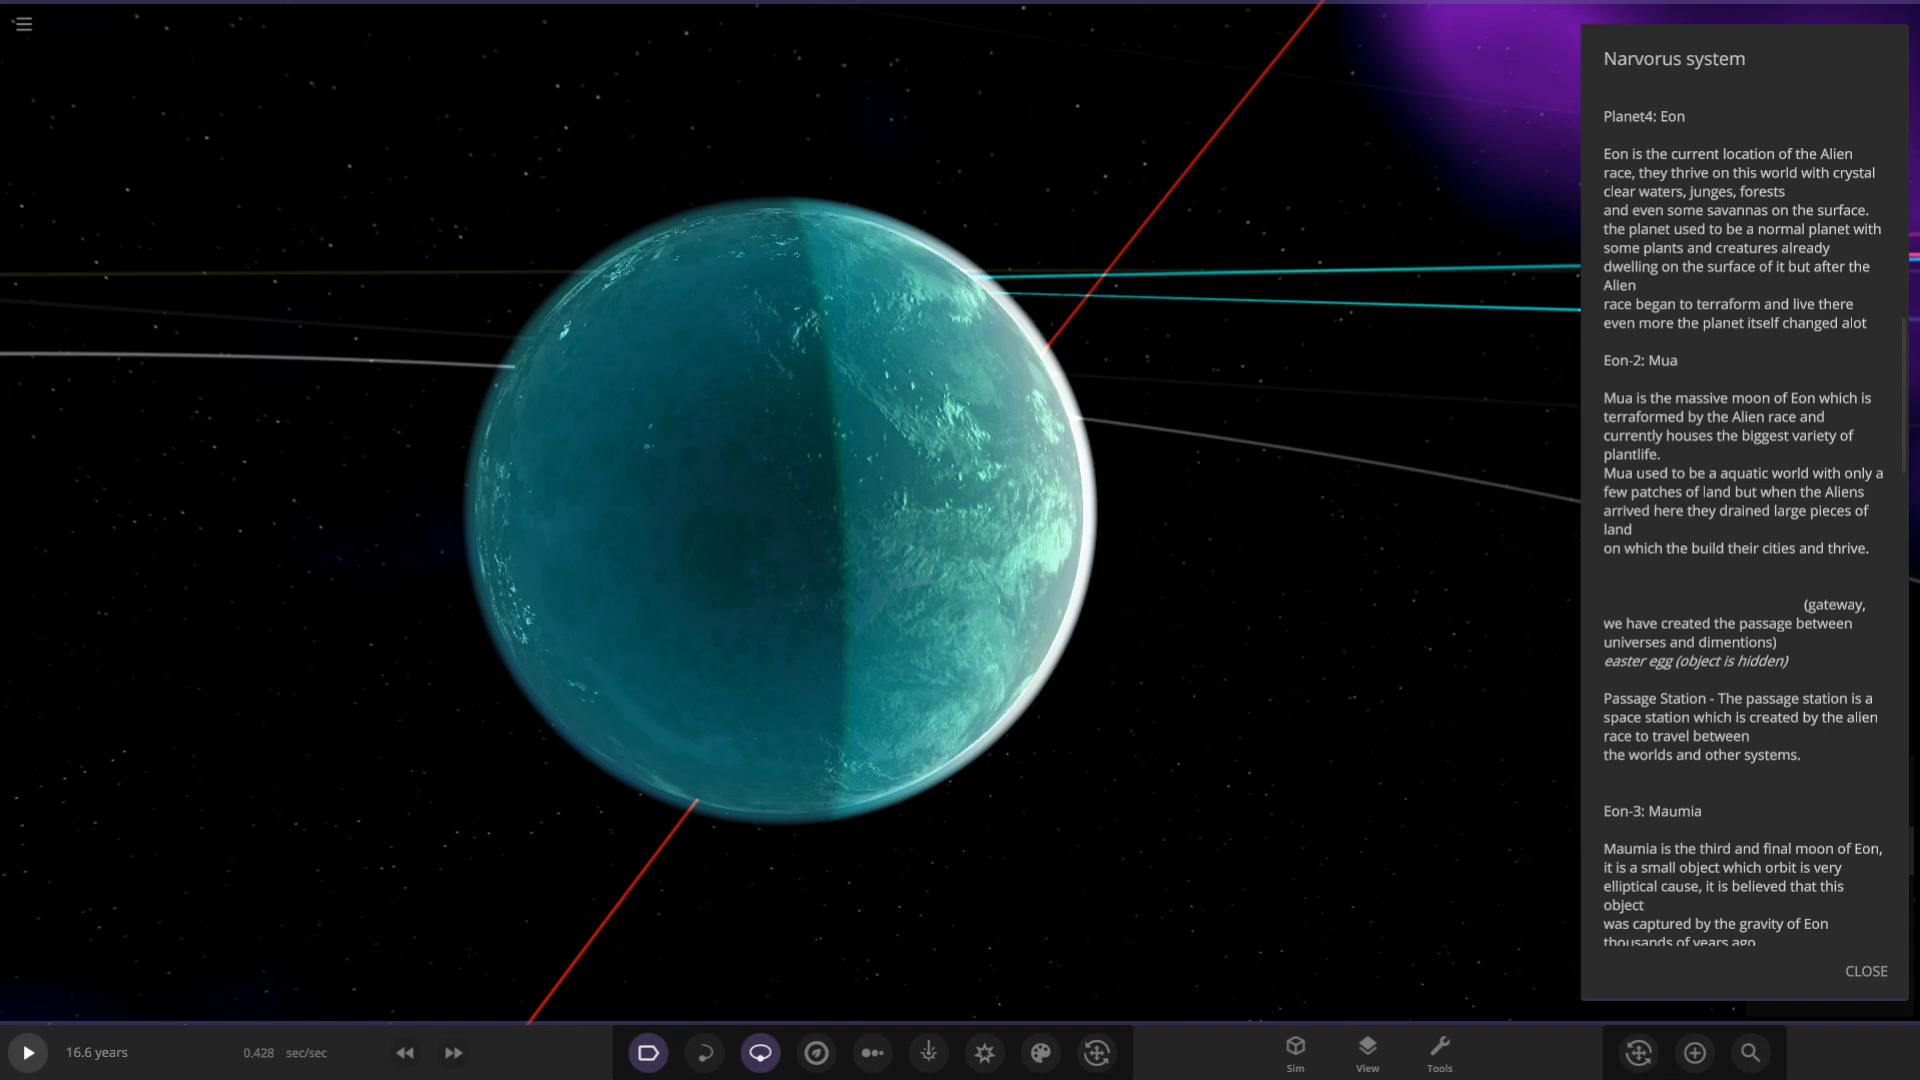 Narvorus system
Planet4: Eon
Eon is the current location of the Alien
race, they thrive on this world with crystal
clear waters, junges, forests
and even some savannas on the surface.
the planet used to be a normal planet with
some plants and creatures already
dwelling on the surface of it but after the
Alien
race began to terraform and live there
even more the planet itself changed alot
Eon-2: Mua
Mua is the massive moon of Eon which is
terraformed by the Alien race and
currently houses the biggest variety of
plantlife.
Mua used to be a aquatic world with only a
few patches of land but when the Aliens
arrived here they drained large pieces of
land
on which the build their cities and thrive.
(gateway,
we have created the passage between
universes and dimentions)
easter egg (object is hidden)
Passage Station - The passage station is a
space station which is created by the alien
race to travel between
the worlds and other systems.
Eon-3: Maumia
Maumia is the third and final moon of Eon,
it is a small object which orbit is very
elliptical cause, it is believed that this
object
was captured by the gravity of Eon
thousands of years ago
CLOSE
16.6 years
0.428 sec/sec
Sim
View
Tools